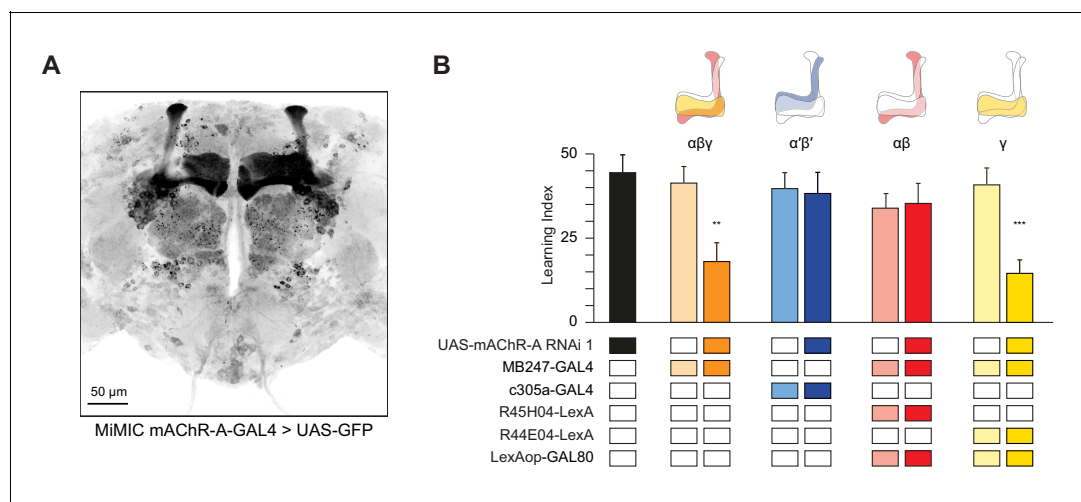 A
B
αβγ
α'β'
αβ
γ
50
25
0
Learning Index
**
***
50 µm
MiMIC mAChR-A-GAL4 > UAS-GFP
UAS-mAChR-A RNAi 1
MB247-GAL4
c305a-GAL4
R45H04-LexA
R44E04-LexA
LexAop-GAL80